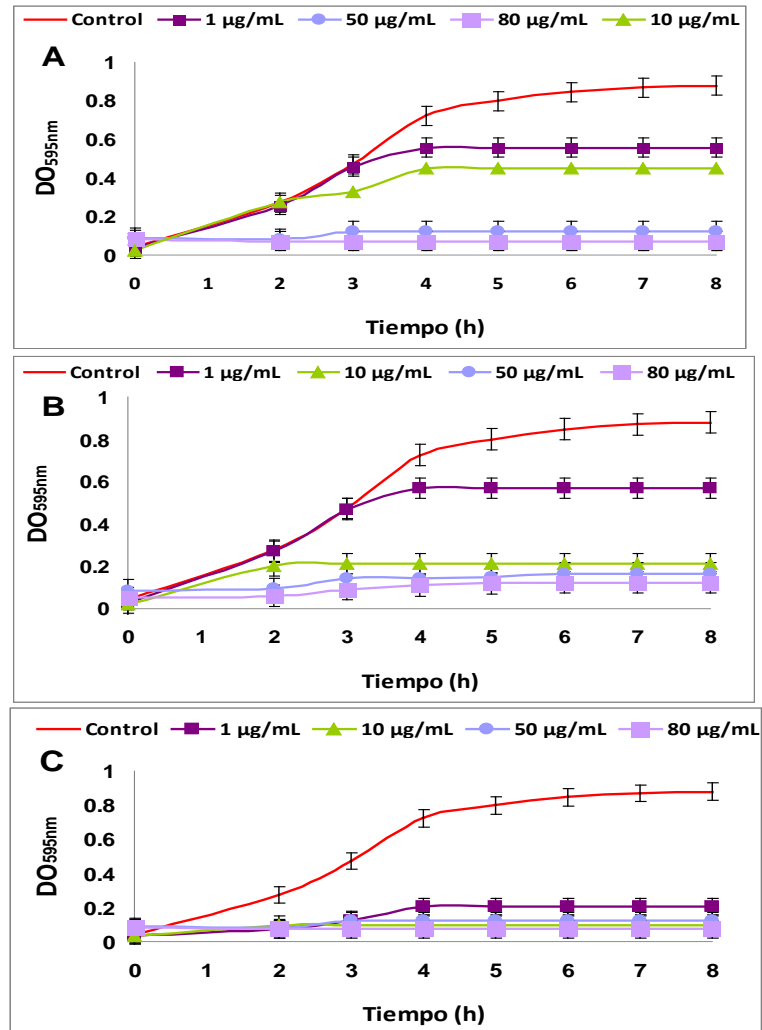 Control 1 µg/mL 50 µg/mL 80 µg/mL 10 µg/mL
A
1
0.8
0.6
0.4
0.2
0
DO595nm
0 1 2 3 4 5 6 7 8
Tiempo (h)
Control 1 µg/mL 10 µg/mL 50 µg/mL 80 µg/mL
B
1
0.8
0.6
0.4
0.2
0
DO595nm
0 1 2 3 4 5 6 7 8
Tiempo (h)
Control 1 µg/mL 10 µg/mL 50 µg/mL 80 µg/mL
C
1
0.8
0.6
0.4
0.2
0
DO595nm
0 1 2 3 4 5 6 7 8
Tiempo (h)